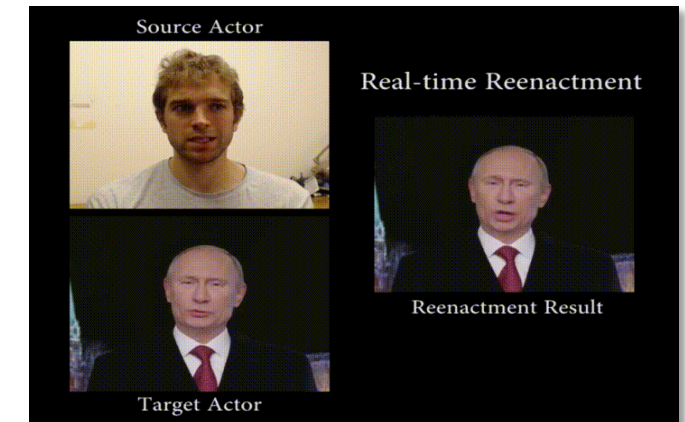 Source Actor
Real-time Reenactment
Reenactment Result
Target Actor